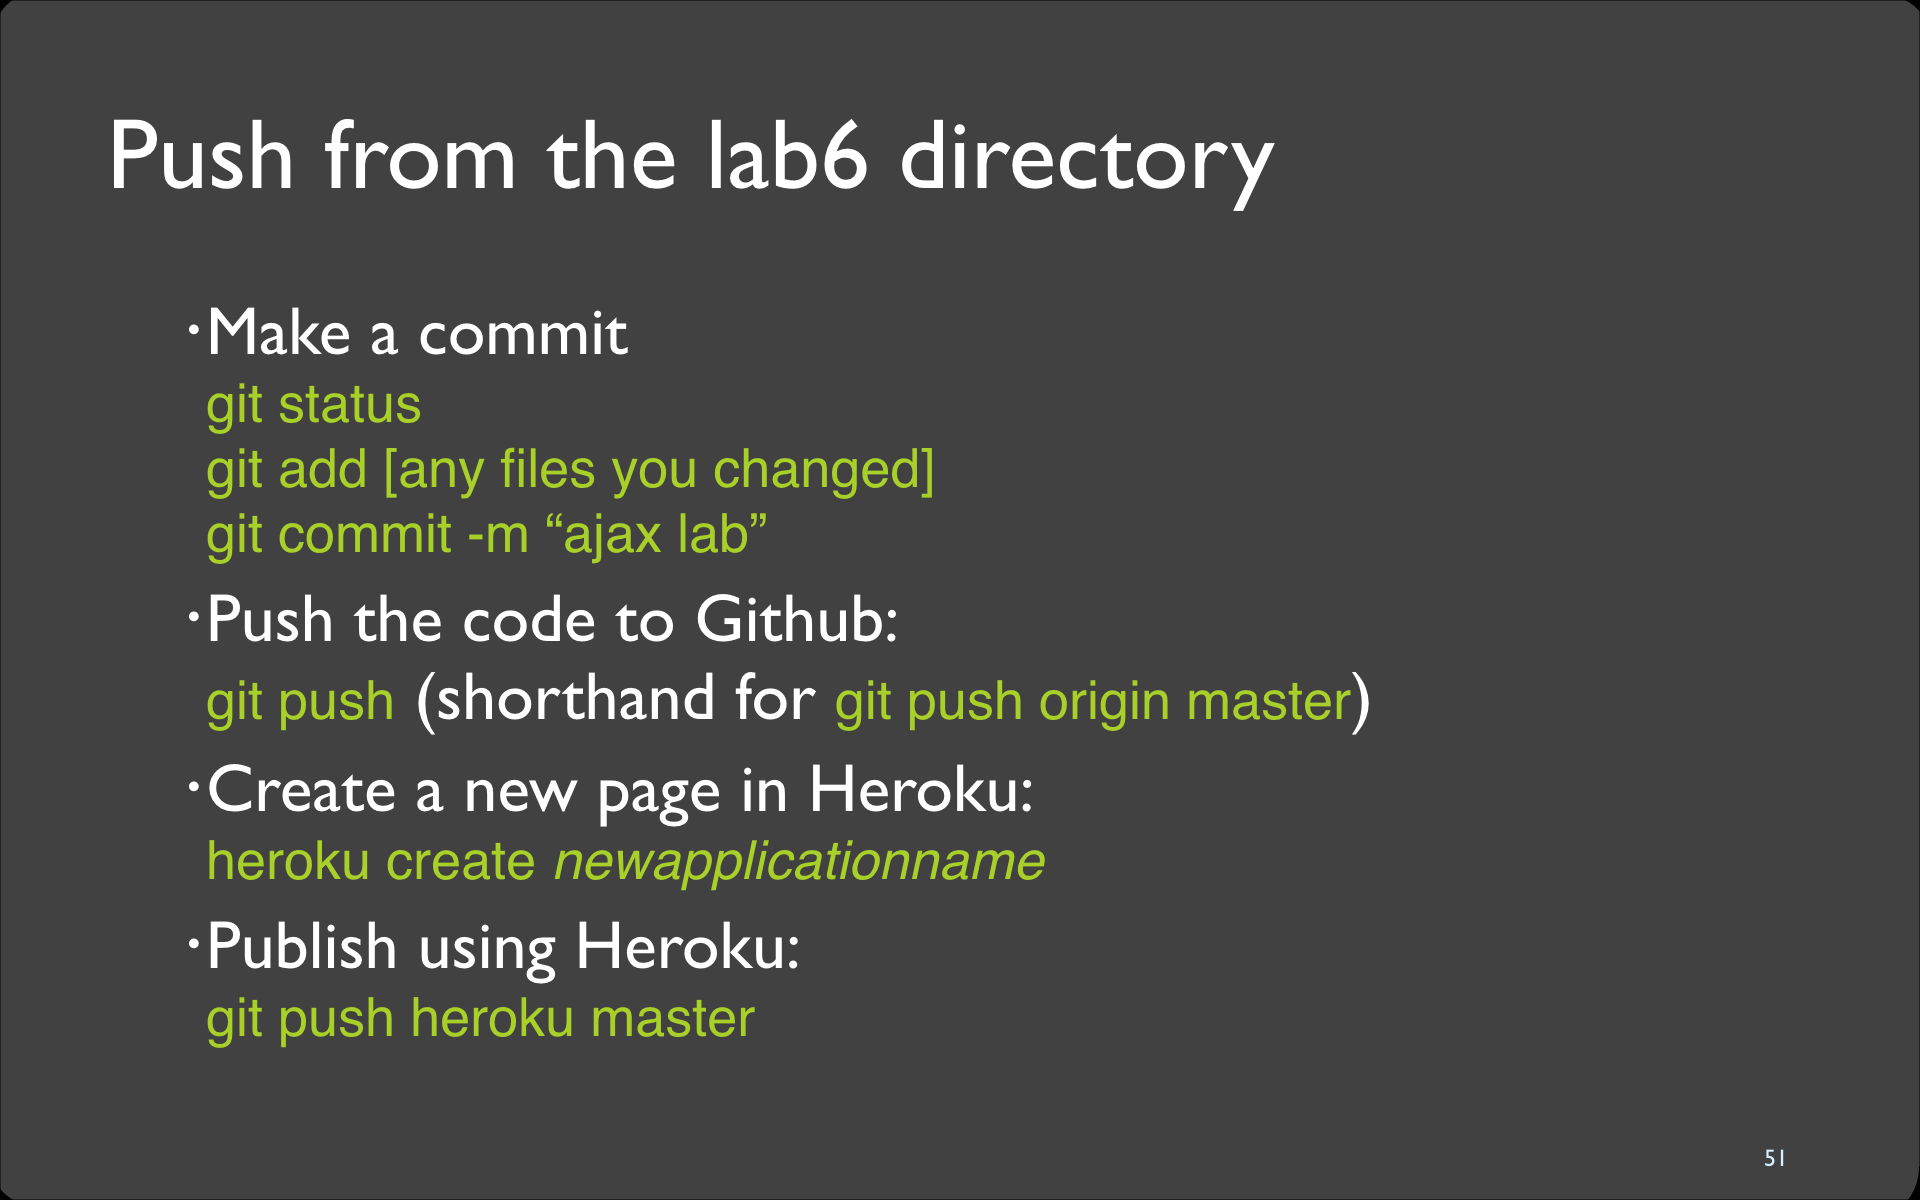 Push from the lab6 directory
•Make a commit
git status
git add [any files you changed]
git commit -m “ajax lab”
•Push the code to Github:
git push (shorthand for git push origin master)
•Create a new page in Heroku:
heroku create newapplicationname
•Publish using Heroku:
git push heroku master
51